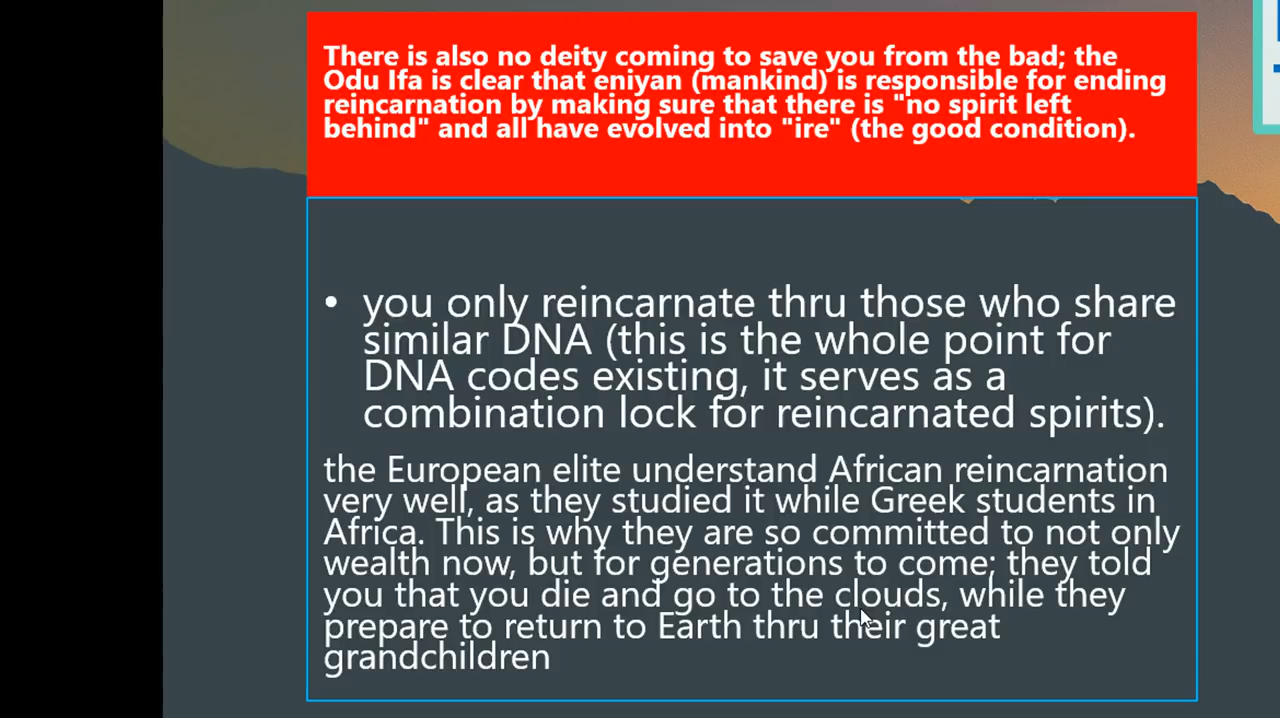 There is also no deity coming to save you from the bad; the
Odu Ifa is clear that eniyan (mankind) is responsible for ending
reincarnation by making sure that there is "no spirit left
behind" and all have evolved into "ire" (the good condition).
• you only reincarnate thru those who share
similar DNA (this is the whole point for
DNA codes existing, it serves as a
combination lock for reincarnated spirits).
the European elite understand African reincarnation
very well, as they studied it while Greek students in
Africa. This is why they are so committed to not only
wealth now, but for generations to come; they told
you that you die and go to the clouds, while they
prepare to return to Earth thru their great
grandchildren